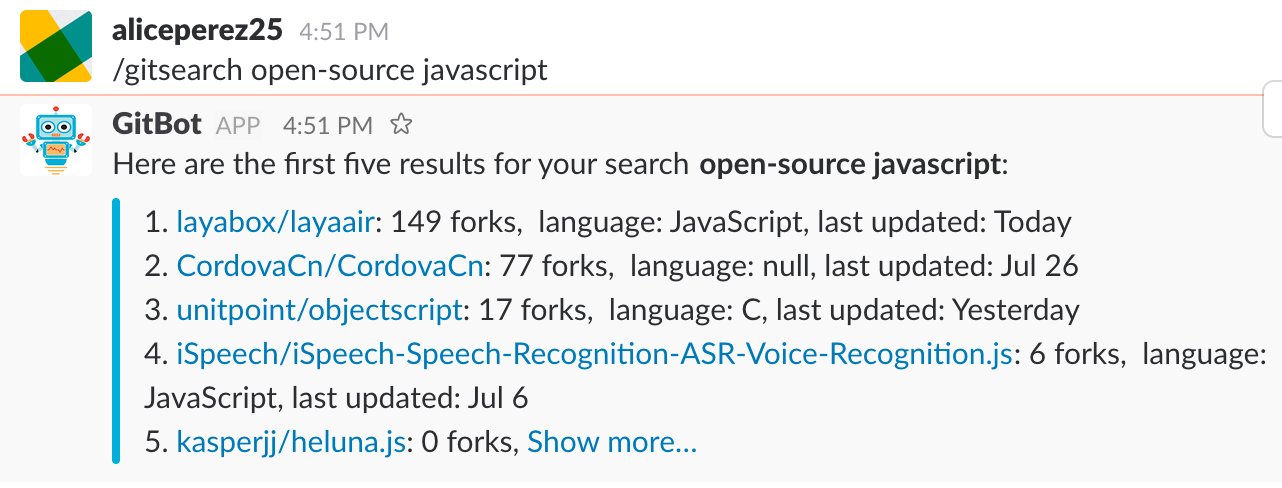 aliceperez25 4:51 PM
/gitsearch open-source javascript
GitBot APP 4:51 PM
Here are the first five results for your search open-source javascript:
1. layabox/layaair: 149 forks, language: JavaScript, last updated: Today
2. CordovaCn/CordovaCn: 77 forks, language: null, last updated: Jul 26
3. unitpoint/objectscript: 17 forks, language: C, last updated: Yesterday
4. iSpeech/iSpeech-Speech-Recognition-ASR-Voice-Recognition.js: 6 forks, language:
JavaScript, last updated: Jul 6
5. kasperjj/heluna.js: 0 forks, Show more...